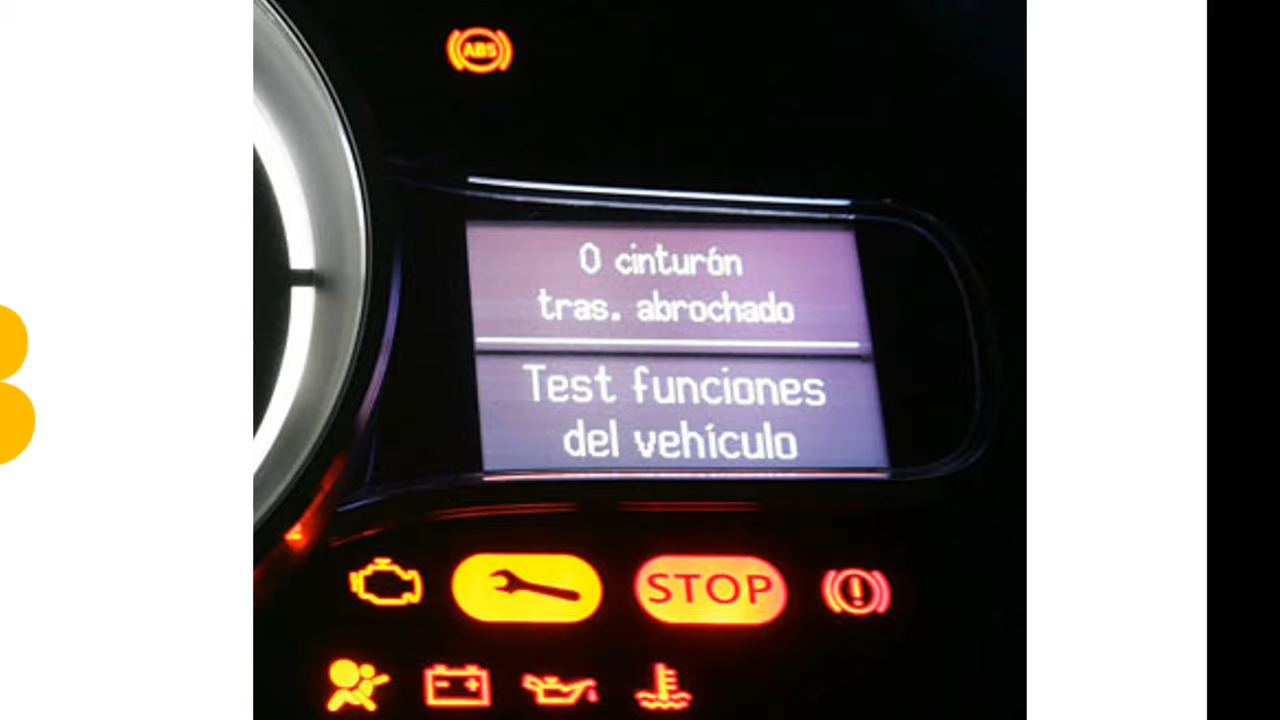 ABS
0 cinturón
tras. abrochado
Test funciones
del vehículo
STOP